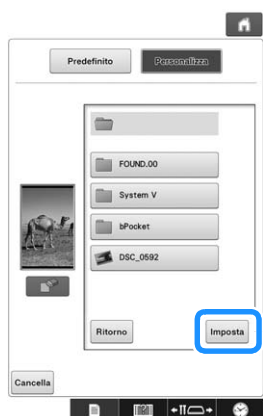 Predefinito
Personalizza
FOUND.00
System V
bPocket
DSC_0592
Ritorno
Imposta
Cancella